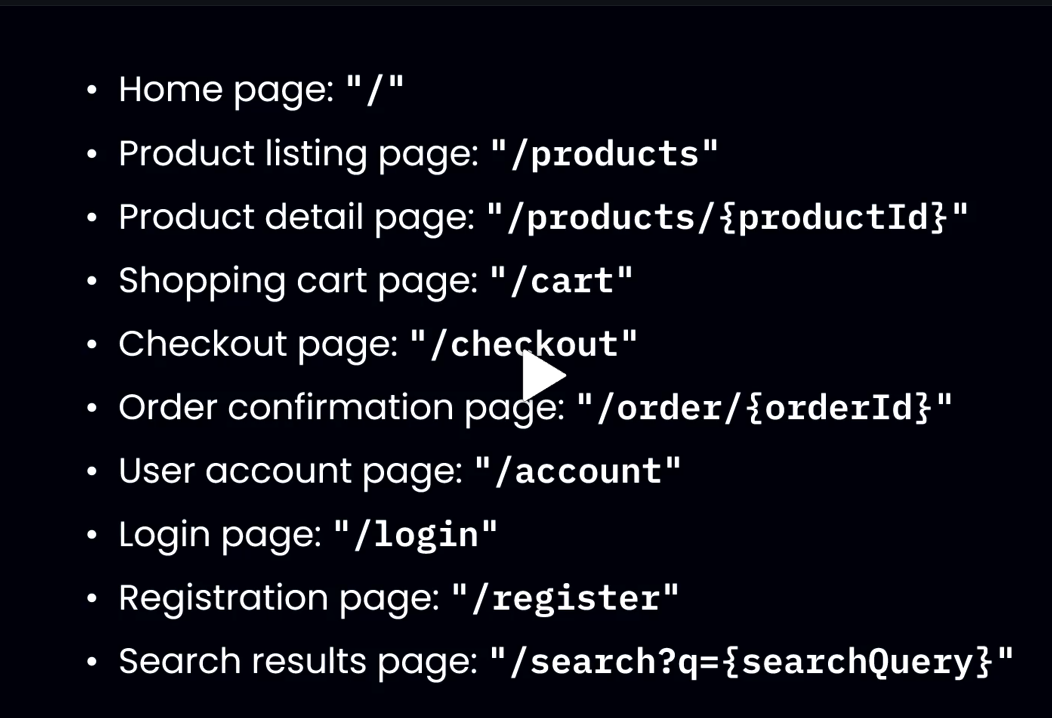 • Home page: "/"
• Product listing page: "/products"
• Product detail page: "/products/{productId}"
• Shopping cart page: "/cart"
• Checkout page: "/checkout"
• Order confirmation page: "/order/{orderId}"
• User account page: "/account"
• Login page: "/login"
• Registration page: "/register"
• Search results page: "/search?q={searchQuery}"